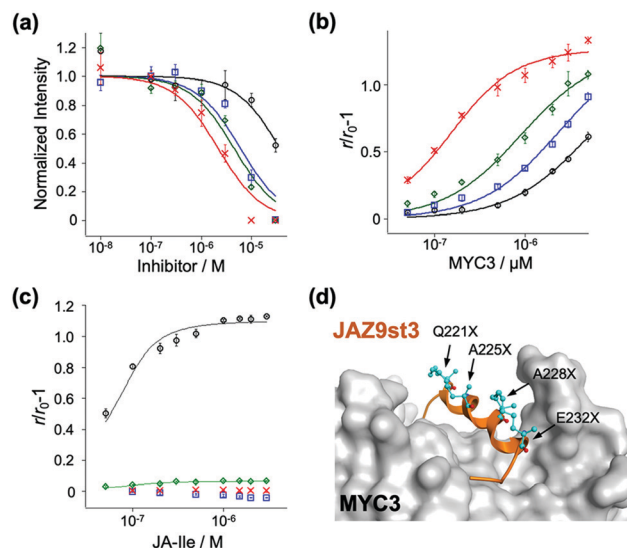 (a)
1.2
1.0
0.8
0.6
0.4
0.2
0.0
Normalized Intensity
10⁻⁸ 10⁻⁷ 10⁻⁶ 10⁻⁵
Inhibitor / M
(b)
1.0
0.5
0
r/r₀-1
10⁻⁷ 10⁻⁶
MYC3 / µM
(c)
1.2
1.0
0.8
0.6
0.4
0.2
0
r/r₀-1
10⁻⁷ 10⁻⁶
JA-Ile / M
(d)
JAZ9st3
Q221X
A225X
A228X
E232X
MYC3